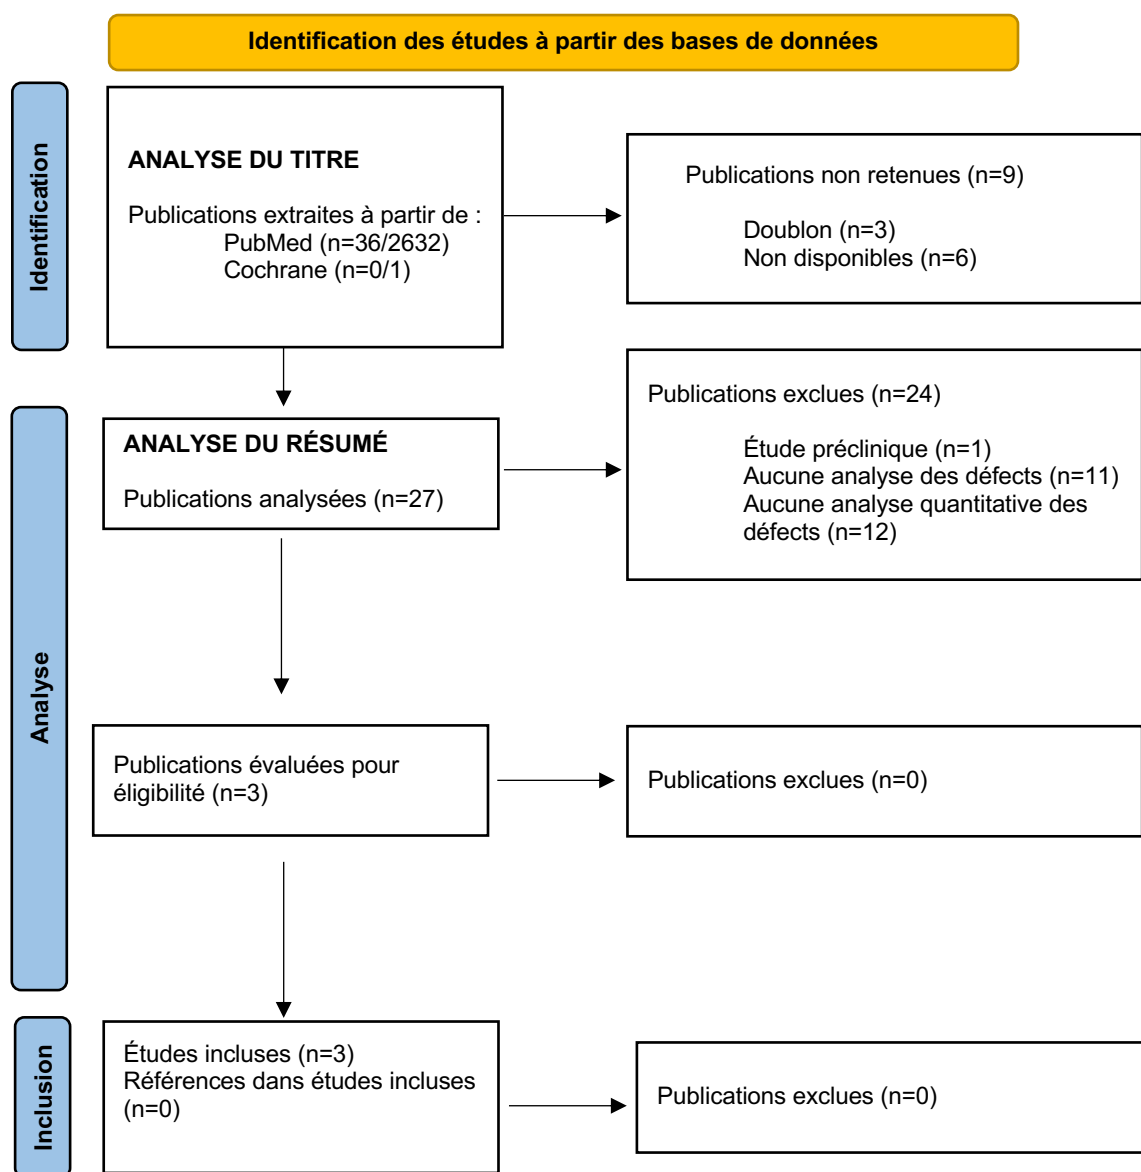 Identification des études à partir des bases de données
Identification
ANALYSE DU TITRE
Publications extraites à partir de :
PubMed (n=36/2632)
Cochrane (n=0/1)
Publications non retenues (n=9)
Doublon (n=3)
Non disponibles (n=6)
Analyse
ANALYSE DU RÉSUMÉ
Publications analysées (n=27)
Publications exclues (n=24)
Étude préclinique (n=1)
Aucune analyse des défects (n=11)
Aucune analyse quantitative des
défects (n=12)
Publications évaluées pour
éligibilité (n=3)
Publications exclues (n=0)
Inclusion
Études incluses (n=3)
Références dans études incluses
(n=0)
Publications exclues (n=0)